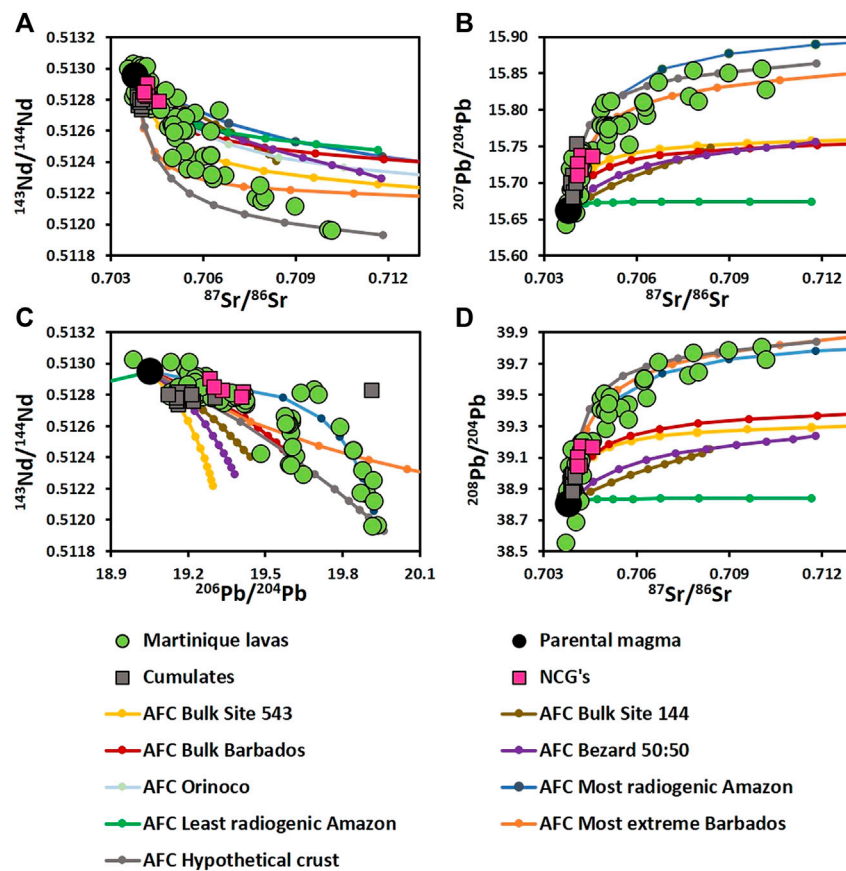 A
0.5132
0.5130
0.5128
0.5126
0.5124
0.5122
0.5120
0.5118
143Nd/144Nd
0.703 0.706 0.709 0.712
87Sr/86Sr
B
15.90
15.85
15.80
15.75
15.70
15.65
15.60
207Pb/204Pb
0.703 0.706 0.709 0.712
87Sr/86Sr
C
0.5132
0.5130
0.5128
0.5126
0.5124
0.5122
0.5120
0.5118
143Nd/144Nd
18.9 19.2 19.5 19.8 20.1
206Pb/204Pb
D
39.9
39.7
39.5
39.3
39.1
38.9
38.7
38.5
208Pb/204Pb
0.703 0.706 0.709 0.712
87Sr/86Sr
Martinique lavas
Parental magma
Cumulates
NCG's
AFC Bulk Site 543
AFC Bulk Site 144
AFC Bulk Barbados
AFC Bezard 50:50
AFC Orinoco
AFC Most radiogenic Amazon
AFC Least radiogenic Amazon
AFC Most extreme Barbados
AFC Hypothetical crust